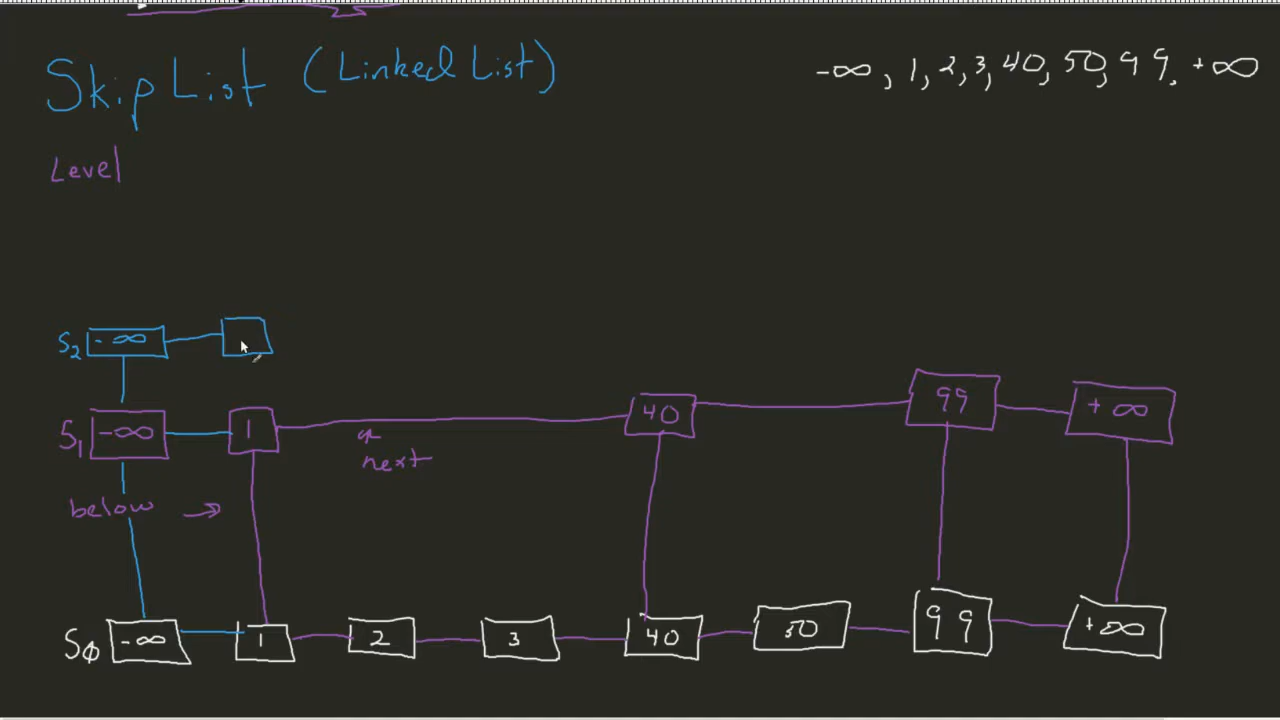 Skip List (Linked List)
-∞, 1, 2, 3, 40, 50, 99, +∞
Level
S2 -∞
S1 -∞ 1 40 99 +∞
next
below →
S0 -∞ 1 2 3 40 50 99 +∞